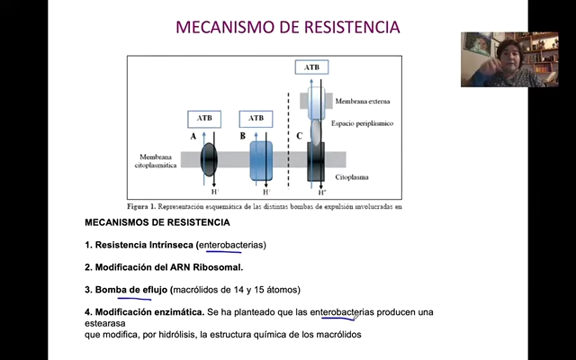 MECANISMO DE RESISTENCIA
ATB
ATB
ATB
A
B
C
Membrana externa
Espacio periplásmico
Membrana
citoplasmática
Citoplasma
H+
H+
H+
Figura 1. Representación esquemática de las distintas bombas de expulsión involucradas en
MECANISMOS DE RESISTENCIA
1. Resistencia Intrínseca (enterobacterias)
2. Modificación del ARN Ribosomal.
3. Bomba de eflujo (macrólidos de 14 y 15 átomos)
4. Modificación enzimática. Se ha planteado que las enterobacterias producen una
estearasa
que modifica, por hidrólisis, la estructura química de los macrólidos